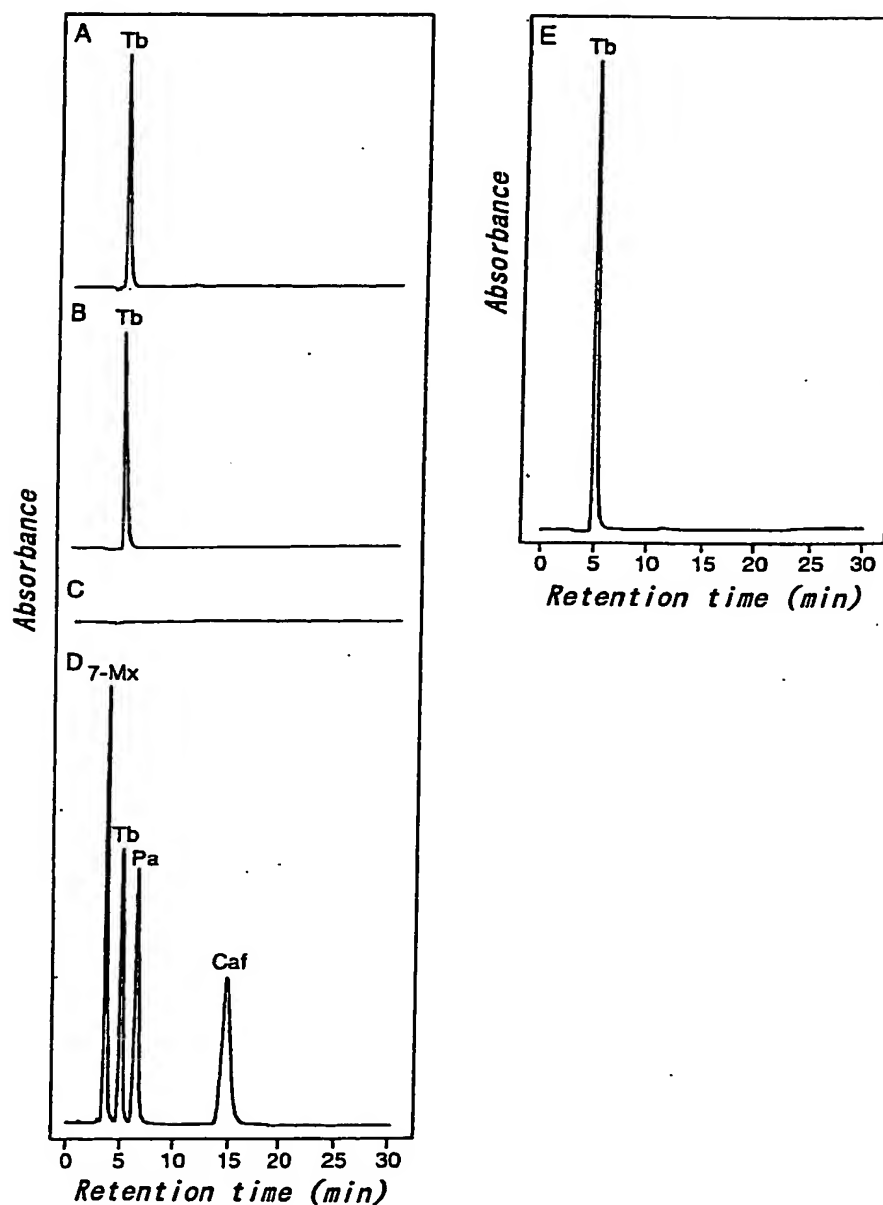 A
Tb
B
Tb
C
D
7-Mx
Tb
Pa
Caf
Absorbance
0 5 10 15 20 25 30
Retention time (min)
E
Tb
Absorbance
0 5 10 15 20 25 30
Retention time (min)